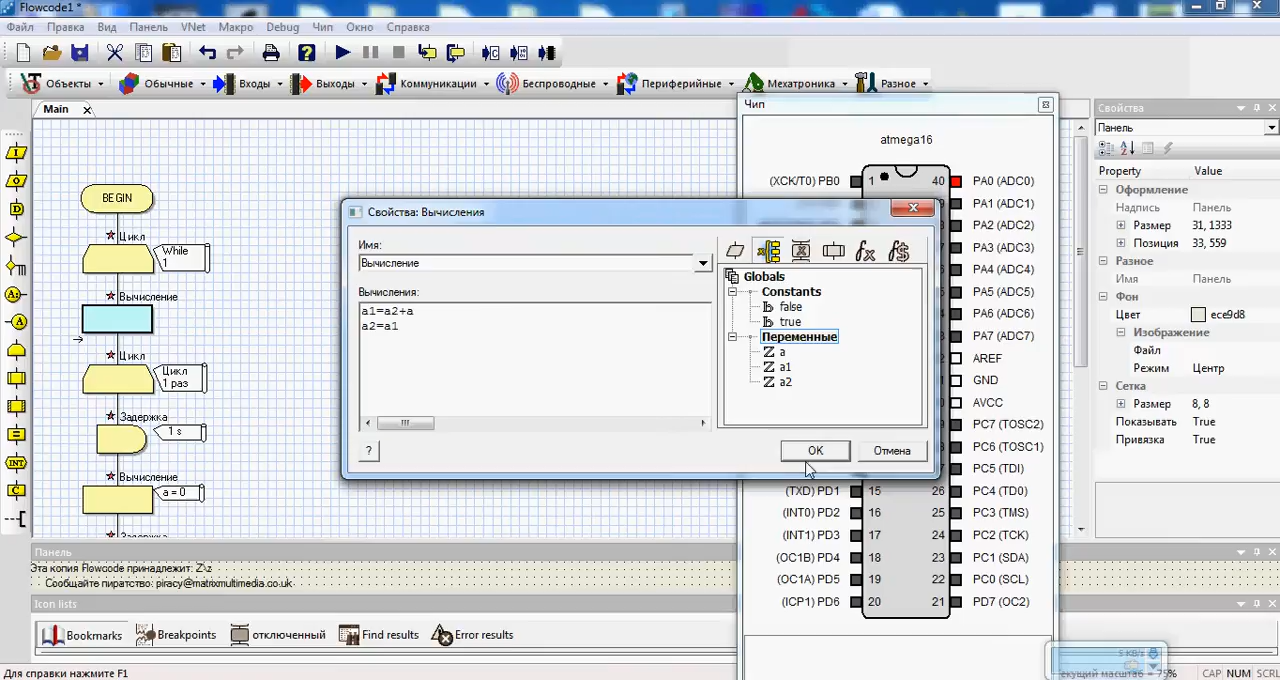 Flowcode1 *
Файл Правка Вид Панель VNet Макро Debug Чип Окно Справка
Объекты Обычные Входы Выходы Коммуникации Беспроводные Периферийные Мехатроника Разное
Main
BEGIN
Цикл
While
1
Вычисление
Цикл
Цикл
1 раз
Задержка
1 s
Вычисление
a = 0
Задержка
Чип
atmega16
(XCK/T0) PB0 1 40 PA0 (ADC0)
PA1 (ADC1)
PA2 (ADC2)
PA3 (ADC3)
PA4 (ADC4)
PA5 (ADC5)
PA6 (ADC6)
PA7 (ADC7)
AREF
GND
AVCC
PC7 (TOSC2)
PC6 (TOSC1)
PC5 (TDI)
(TXD) PD1 15 26 PC4 (TD0)
(INT0) PD2 16 25 PC3 (TMS)
(INT1) PD3 17 24 PC2 (TCK)
(OC1B) PD4 18 23 PC1 (SDA)
(OC1A) PD5 19 22 PC0 (SCL)
(ICP1) PD6 20 21 PD7 (OC2)
Свойства: Вычисления
Имя:
Вычисление
Вычисления:
a1=a2+a
a2=a1
Globals
Constants
false
true
Переменные
a
a1
a2
?
OK
Отмена
Свойства
Панель
Property Value
Оформление
Надпись Панель
Размер 31, 1333
Позиция 33, 559
Разное
Имя Панель
Фон
Цвет ece9d8
Изображение
Файл
Режим Центр
Сетка
Размер 8, 8
Показывать True
Привязка True
Панель
Эта копия Flowcode принадлежит: Z\z
Сообщайте пиратство: piracy@matrixmultimedia.co.uk
Icon lists
Bookmarks Breakpoints отключенный Find results Error results
5 KB/s
Для справки нажмите F1
Текущий масштаб = 75% CAP NUM SCRL